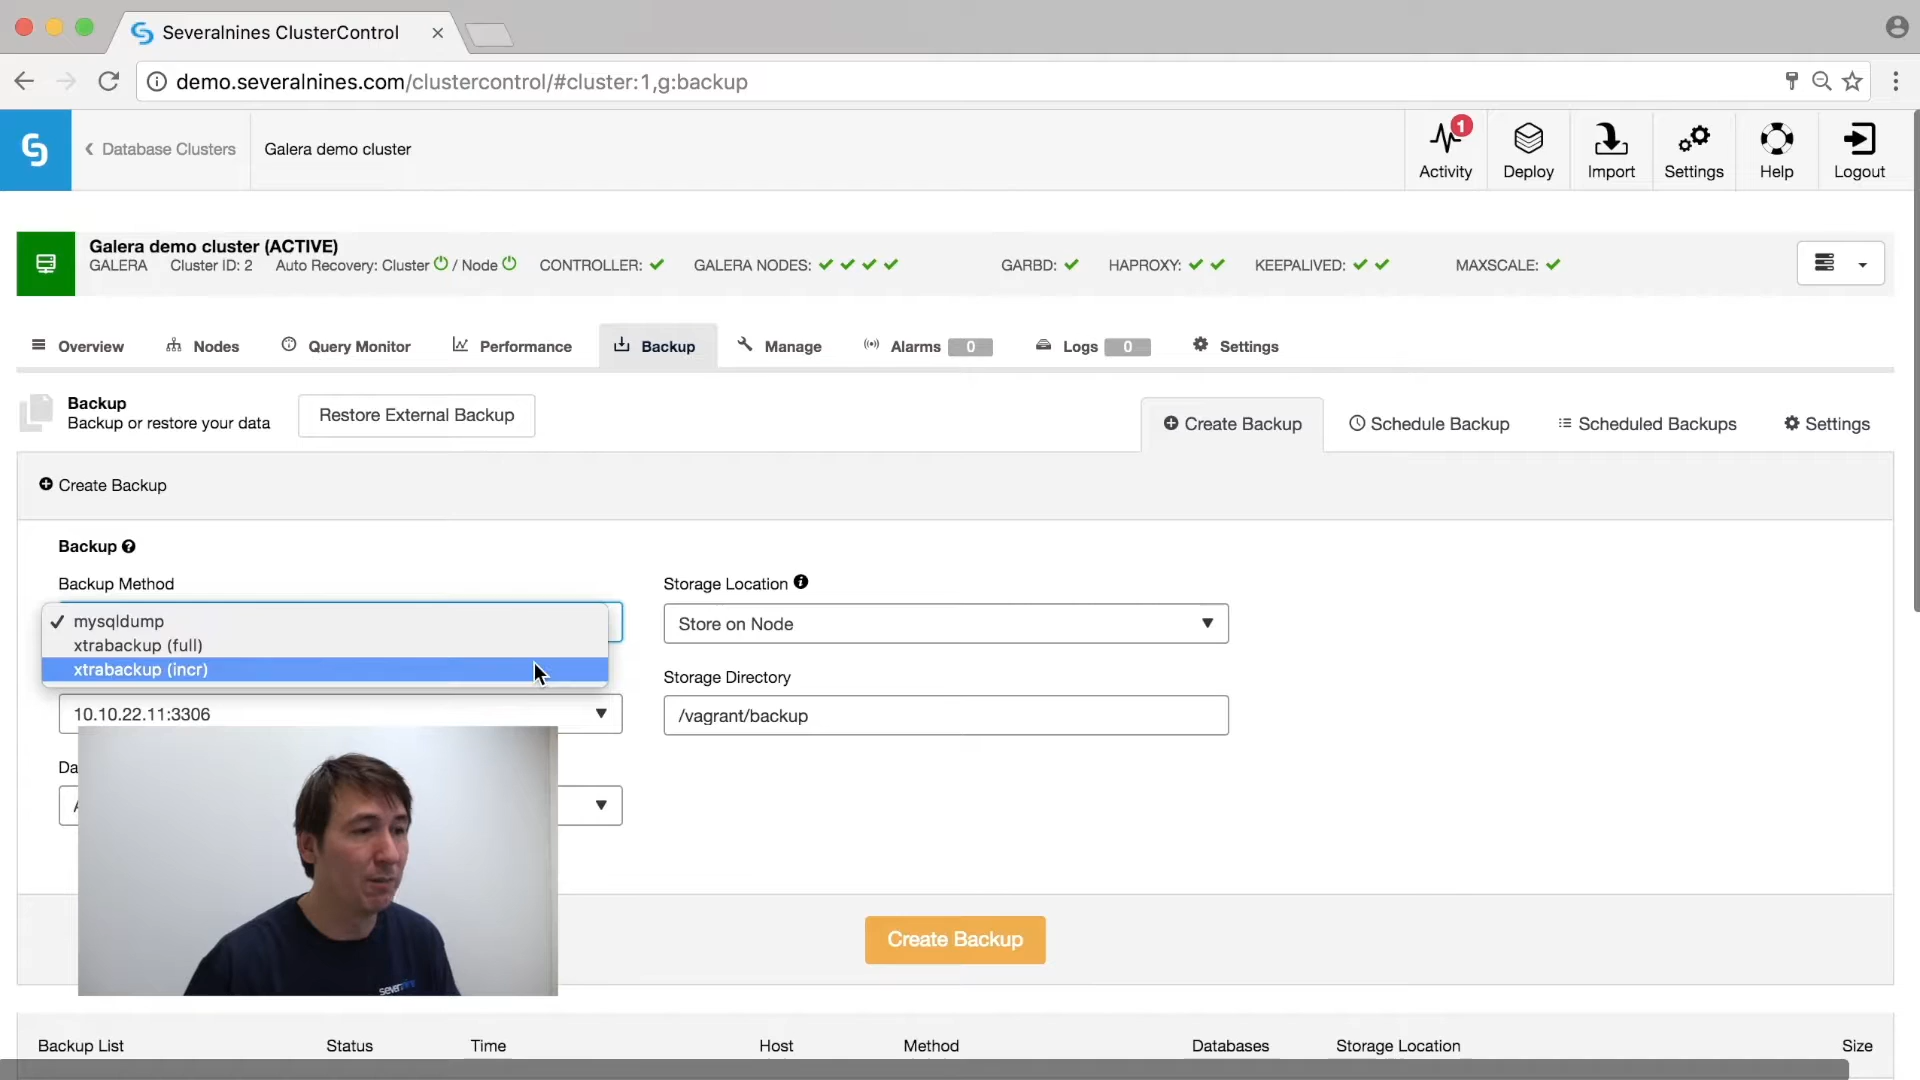 Severalnines ClusterControl
demo.severalnines.com/clustercontrol/#cluster:1,g:backup
Database Clusters
Galera demo cluster
1
Activity
Deploy
Import
Settings
Help
Logout
Galera demo cluster (ACTIVE)
GALERA Cluster ID: 2 Auto Recovery: Cluster / Node CONTROLLER: GALERA NODES: GARBD: HAPROXY: KEEPALIVED: MAXSCALE:
Overview Nodes Query Monitor Performance Backup Manage Alarms 0 Logs 0 Settings
Backup
Backup or restore your data
Restore External Backup
Create Backup Schedule Backup Scheduled Backups Settings
Create Backup
Backup
Backup Method
mysqldump
xtrabackup (full)
xtrabackup (incr)
10.10.22.11:3306
Storage Location
Store on Node
Storage Directory
/vagrant/backup
Create Backup
Backup List Status Time Host Method Databases Storage Location Size